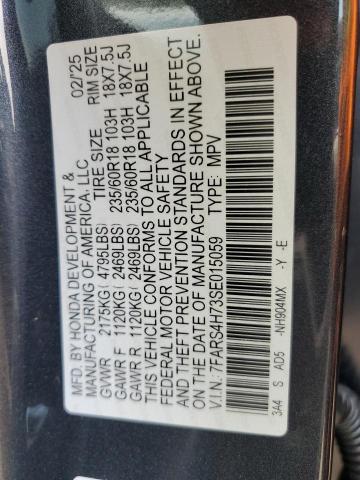 MFD. BY HONDA DEVELOPMENT & 02/'25
MANUFACTURING OF AMERICA, LLC
TIRE SIZE RIM SIZE
GVWR 2175KG( 4795LBS)
GAWR F 1120KG( 2469LBS) 235/60R18 103H 18X7.5J
GAWR R 1120KG( 2469LBS) 235/60R18 103H 18X7.5J
THIS VEHICLE CONFORMS TO ALL APPLICABLE
FEDERAL MOTOR VEHICLE SAFETY
AND THEFT PREVENTION STANDARDS IN EFFECT
ON THE DATE OF MANUFACTURE SHOWN ABOVE.
V.I.N: 7FARS4H73SE015059 TYPE: MPV
3A4 S AD5 -NH904MX -Y -E